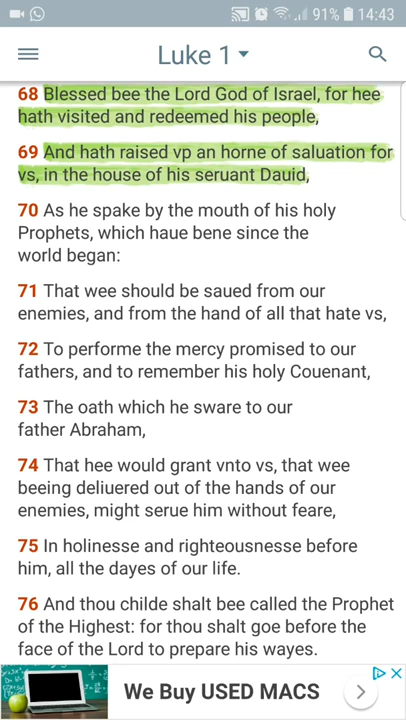 91% 14:43
Luke 1
68 Blessed bee the Lord God of Israel, for hee
hath visited and redeemed his people,
69 And hath raised vp an horne of saluation for
vs, in the house of his seruant Dauid,
70 As he spake by the mouth of his holy
Prophets, which haue bene since the
world began:
71 That wee should be saued from our
enemies, and from the hand of all that hate vs,
72 To performe the mercy promised to our
fathers, and to remember his holy Couenant,
73 The oath which he sware to our
father Abraham,
74 That hee would grant vnto vs, that wee
beeing deliuered out of the hands of our
enemies, might serue him without feare,
75 In holinesse and righteousnesse before
him, all the dayes of our life.
76 And thou childe shalt bee called the Prophet
of the Highest: for thou shalt goe before the
face of the Lord to prepare his wayes.
We Buy USED MACS